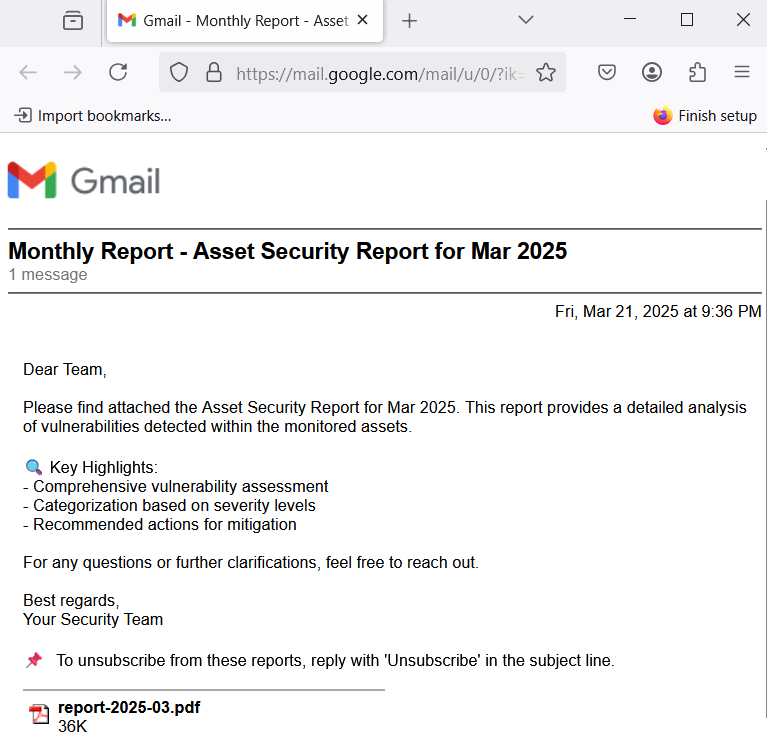 Gmail - Monthly Report - Asset
https://mail.google.com/mail/u/0/?ik=
Import bookmarks...
Finish setup
Gmail
Monthly Report - Asset Security Report for Mar 2025
1 message
Fri, Mar 21, 2025 at 9:36 PM
Dear Team,
Please find attached the Asset Security Report for Mar 2025. This report provides a detailed analysis
of vulnerabilities detected within the monitored assets.
🔍 Key Highlights:
- Comprehensive vulnerability assessment
- Categorization based on severity levels
- Recommended actions for mitigation
For any questions or further clarifications, feel free to reach out.
Best regards,
Your Security Team
📌 To unsubscribe from these reports, reply with 'Unsubscribe' in the subject line.
report-2025-03.pdf
36K